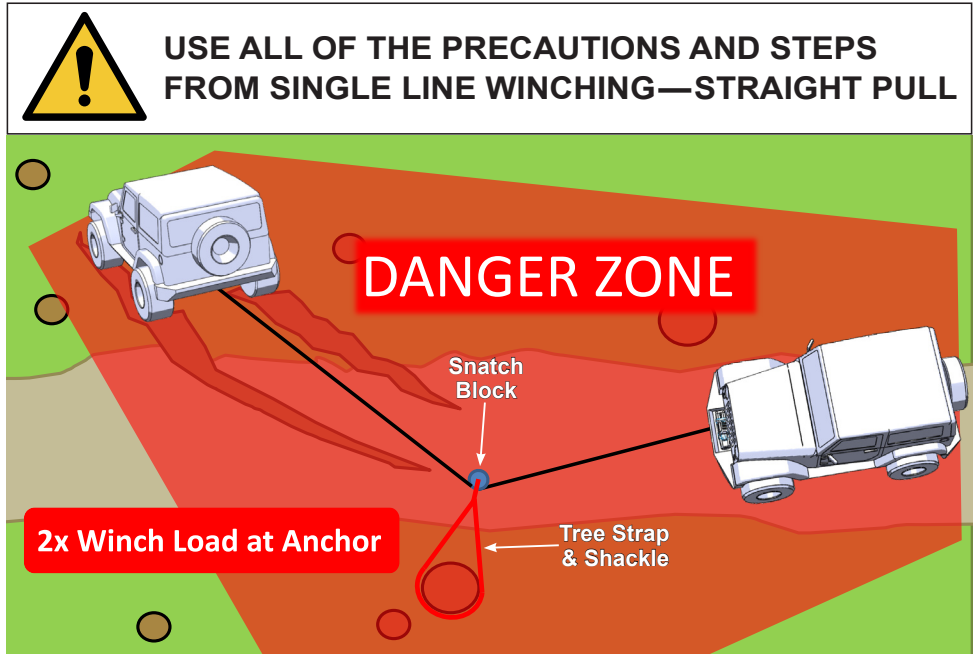 USE ALL OF THE PRECAUTIONS AND STEPS
FROM SINGLE LINE WINCHING—STRAIGHT PULL
DANGER ZONE
Snatch
Block
2x Winch Load at Anchor
Tree Strap
& Shackle